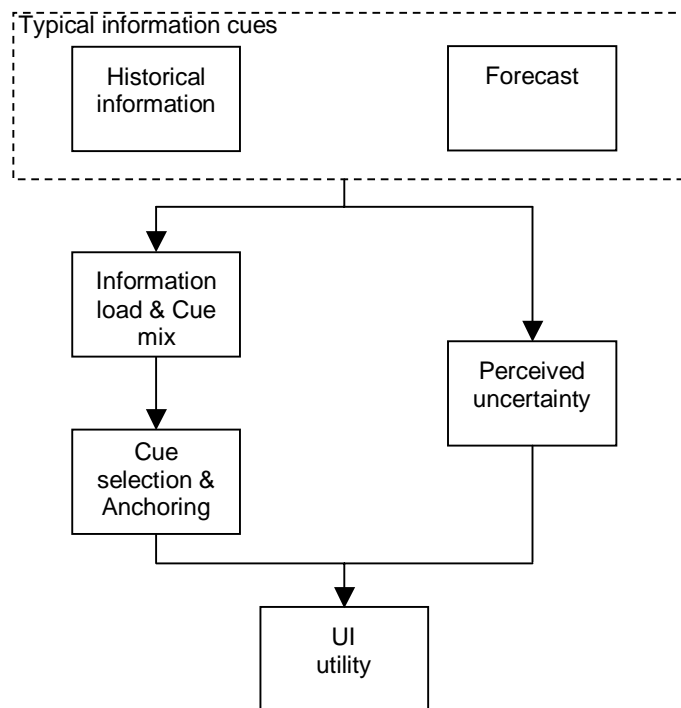 Typical information cues
Historical
information
Forecast
Information
load & Cue
mix
Perceived
uncertainty
Cue
selection &
Anchoring
UI
utility